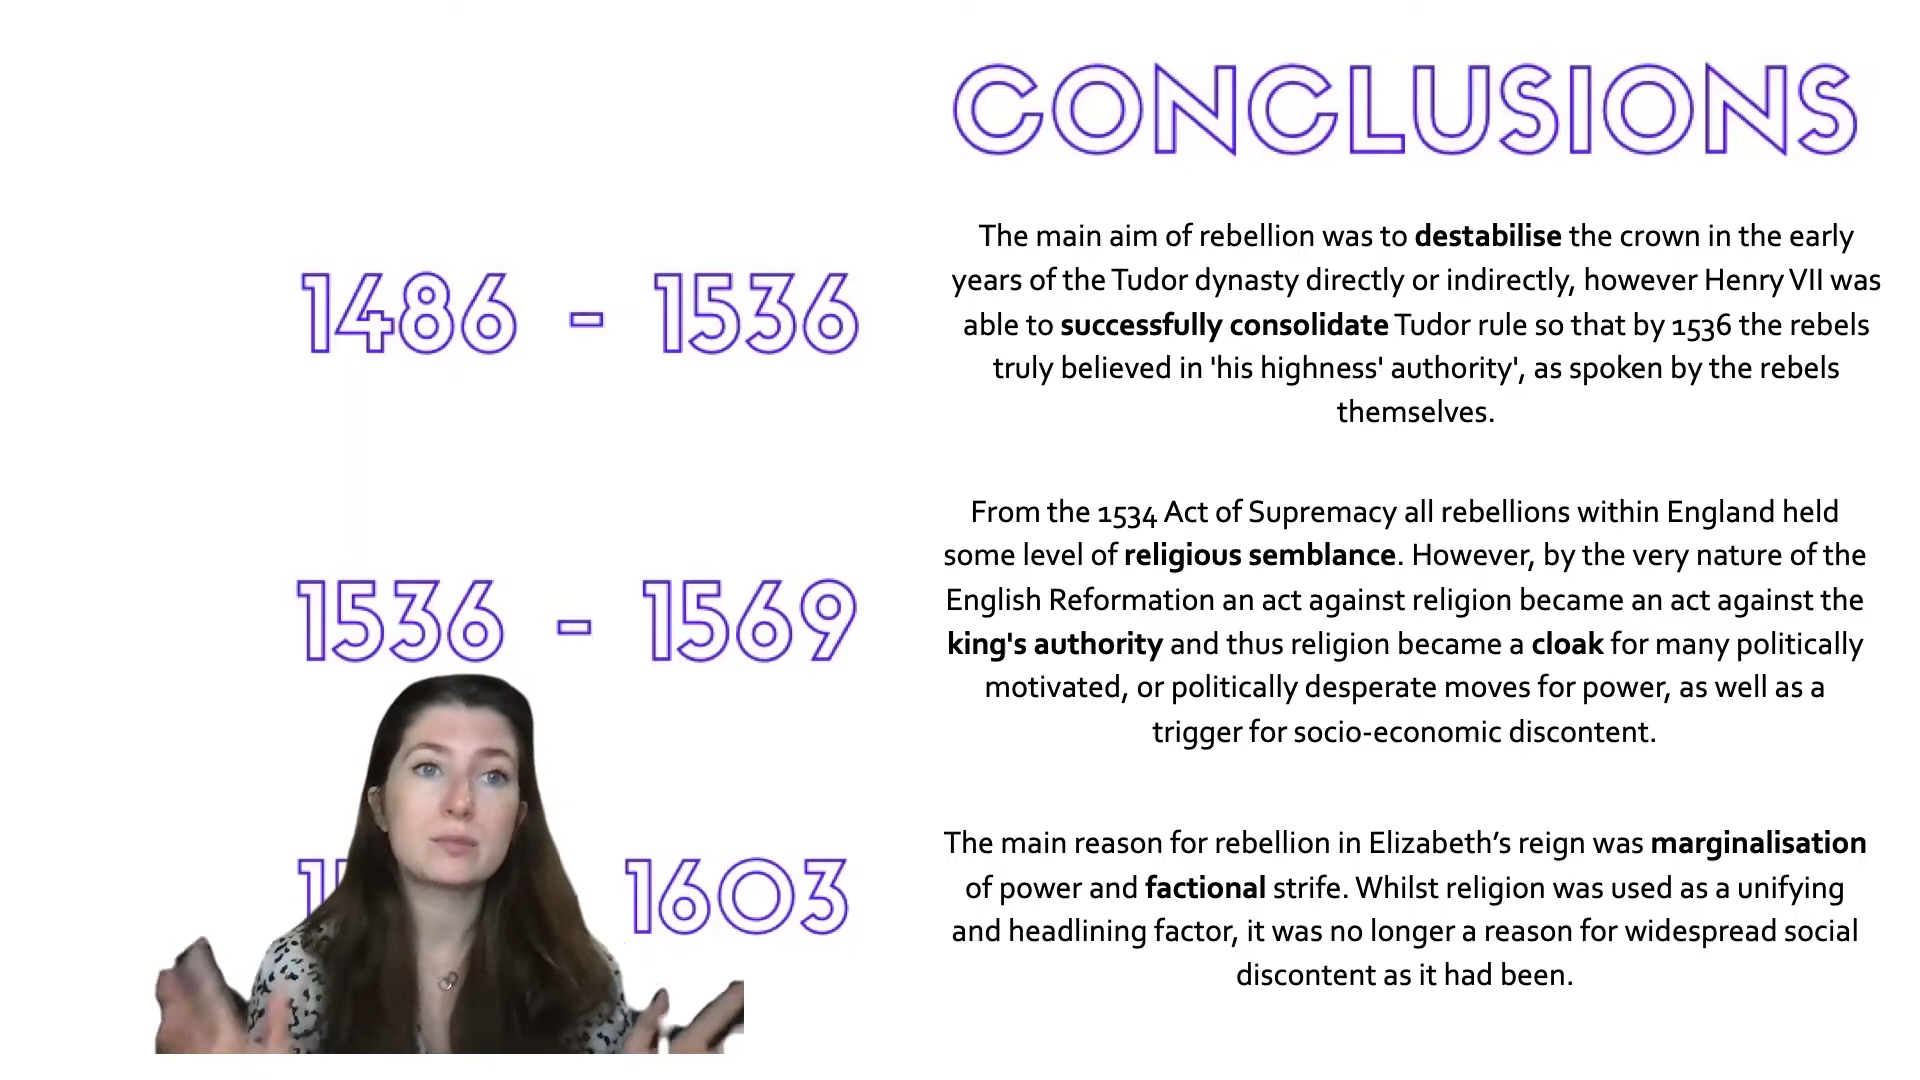 CONCLUSIONS
1486 - 1536
The main aim of rebellion was to destabilise the crown in the early
years of the Tudor dynasty directly or indirectly, however Henry VII was
able to successfully consolidate Tudor rule so that by 1536 the rebels
truly believed in 'his highness' authority', as spoken by the rebels
themselves.
1536 - 1569
From the 1534 Act of Supremacy all rebellions within England held
some level of religious semblance. However, by the very nature of the
English Reformation an act against religion became an act against the
king's authority and thus religion became a cloak for many politically
motivated, or politically desperate moves for power, as well as a
trigger for socio-economic discontent.
1603
The main reason for rebellion in Elizabeth’s reign was marginalisation
of power and factional strife. Whilst religion was used as a unifying
and headlining factor, it was no longer a reason for widespread social
discontent as it had been.